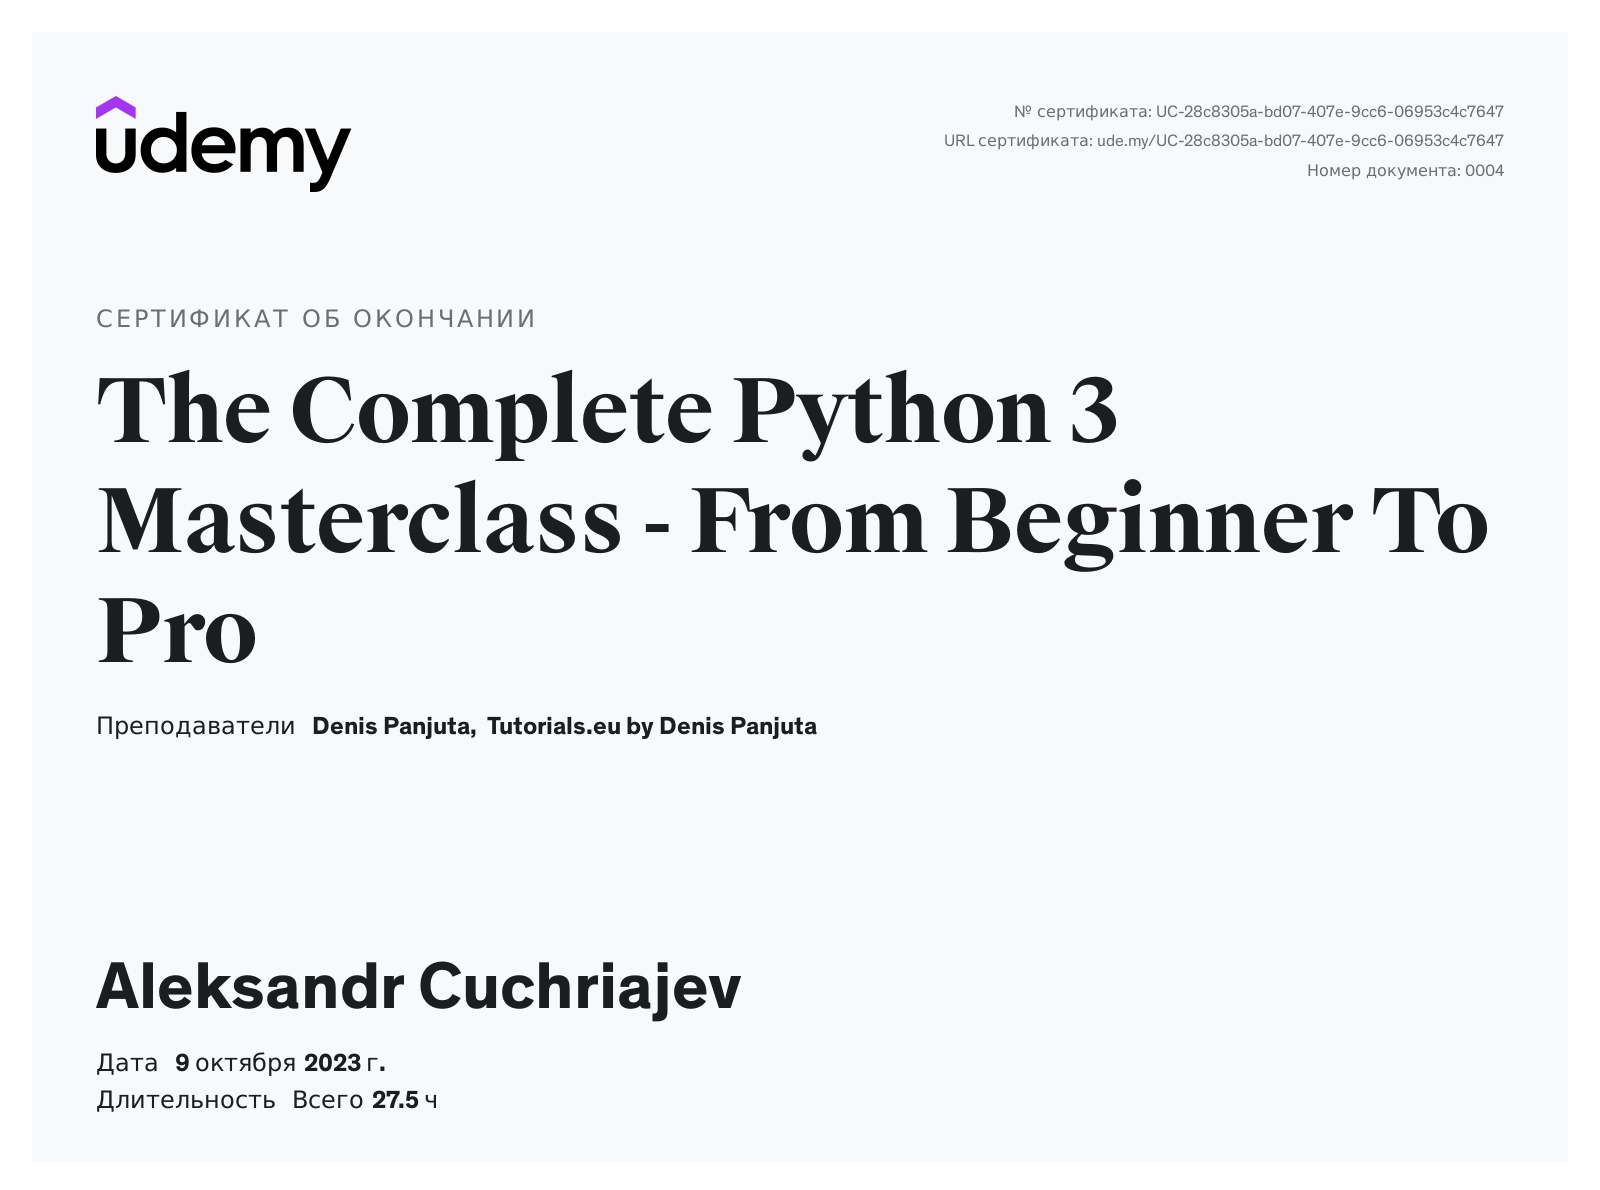 udemy
№ сертификата: UC-28c8305a-bd07-407e-9cc6-06953c4c7647
URL сертификата: ude.my/UC-28c8305a-bd07-407e-9cc6-06953c4c7647
Номер документа: 0004
СЕРТИФИКАТ ОБ ОКОНЧАНИИ
The Complete Python 3
Masterclass - From Beginner To
Pro
Преподаватели Denis Panjuta, Tutorials.eu by Denis Panjuta
Aleksandr Cuchriajev
Дата 9 октября 2023 г.
Длительность Всего 27.5 ч